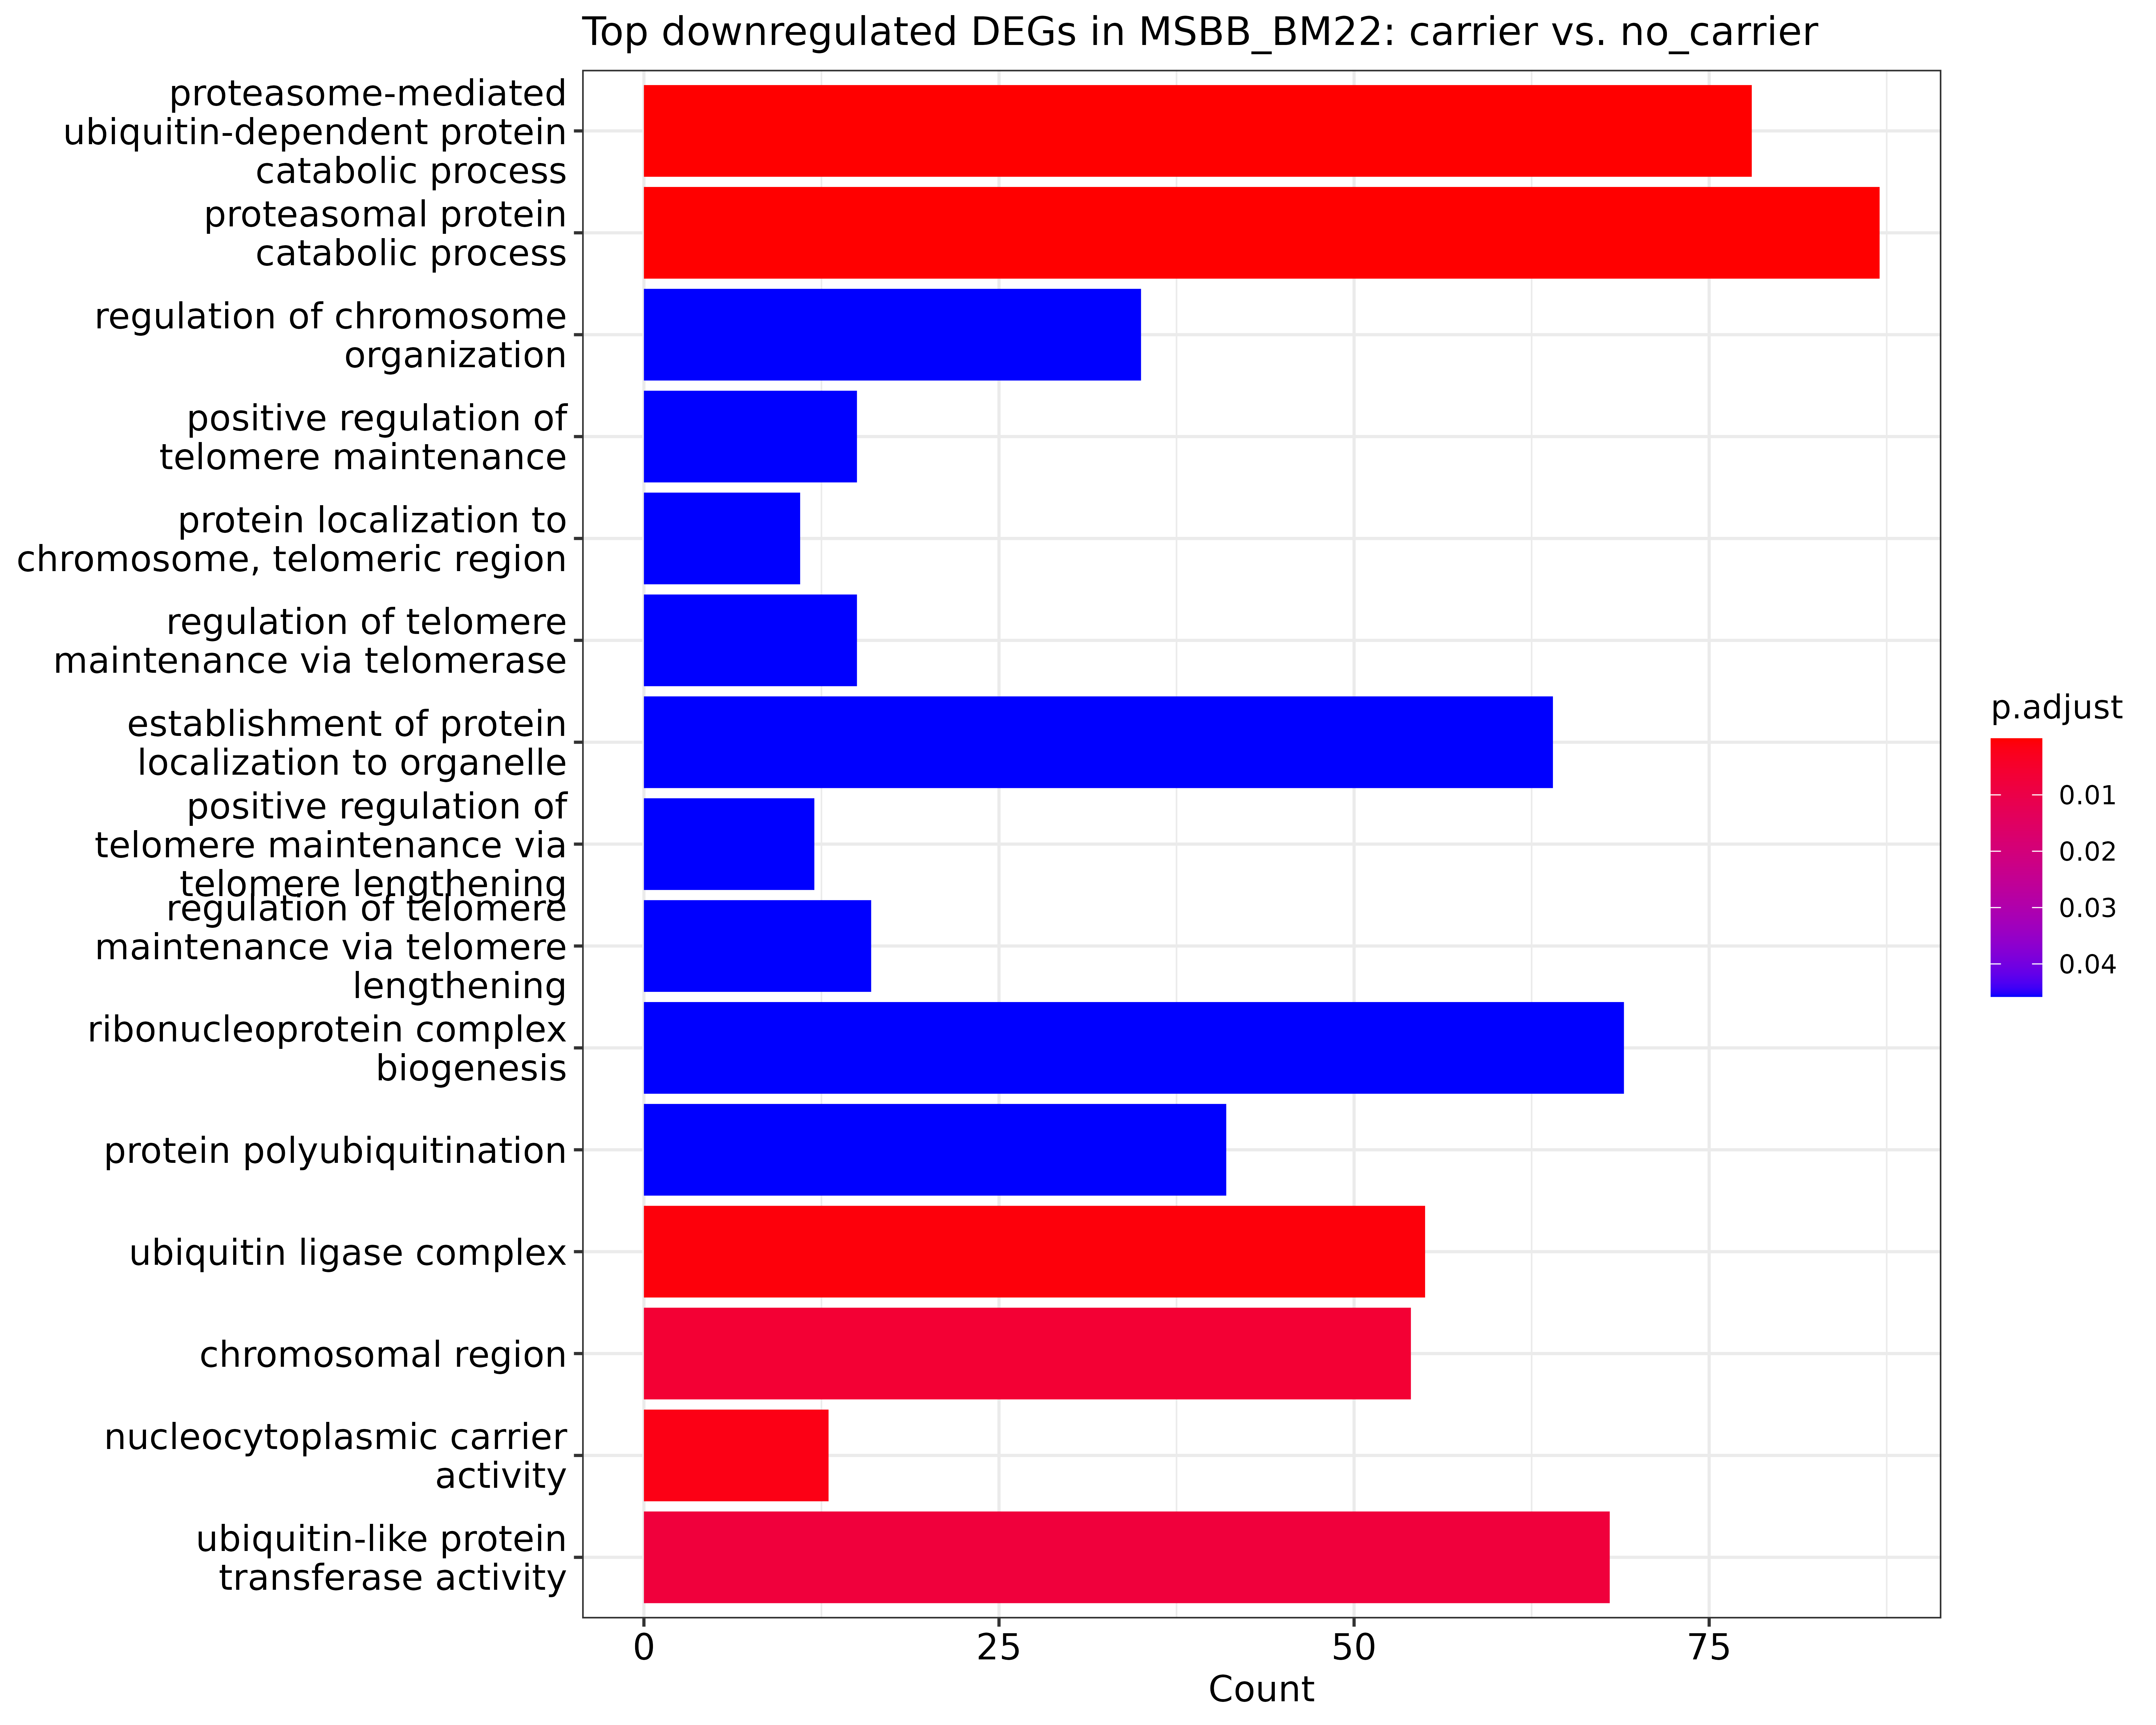 Top downregulated DEGs in MSBB_BM22: carrier vs. no_carrier
proteasome-mediated
ubiquitin-dependent protein
catabolic process
proteasomal protein
catabolic process
regulation of chromosome
organization
positive regulation of
telomere maintenance
protein localization to
chromosome, telomeric region
regulation of telomere
maintenance via telomerase
establishment of protein
localization to organelle
positive regulation of
telomere maintenance via
telomere lengthening
regulation of telomere
maintenance via telomere
lengthening
ribonucleoprotein complex
biogenesis
protein polyubiquitination
ubiquitin ligase complex
chromosomal region
nucleocytoplasmic carrier
activity
ubiquitin-like protein
transferase activity
0
25
50
75
Count
p.adjust
0.01
0.02
0.03
0.04